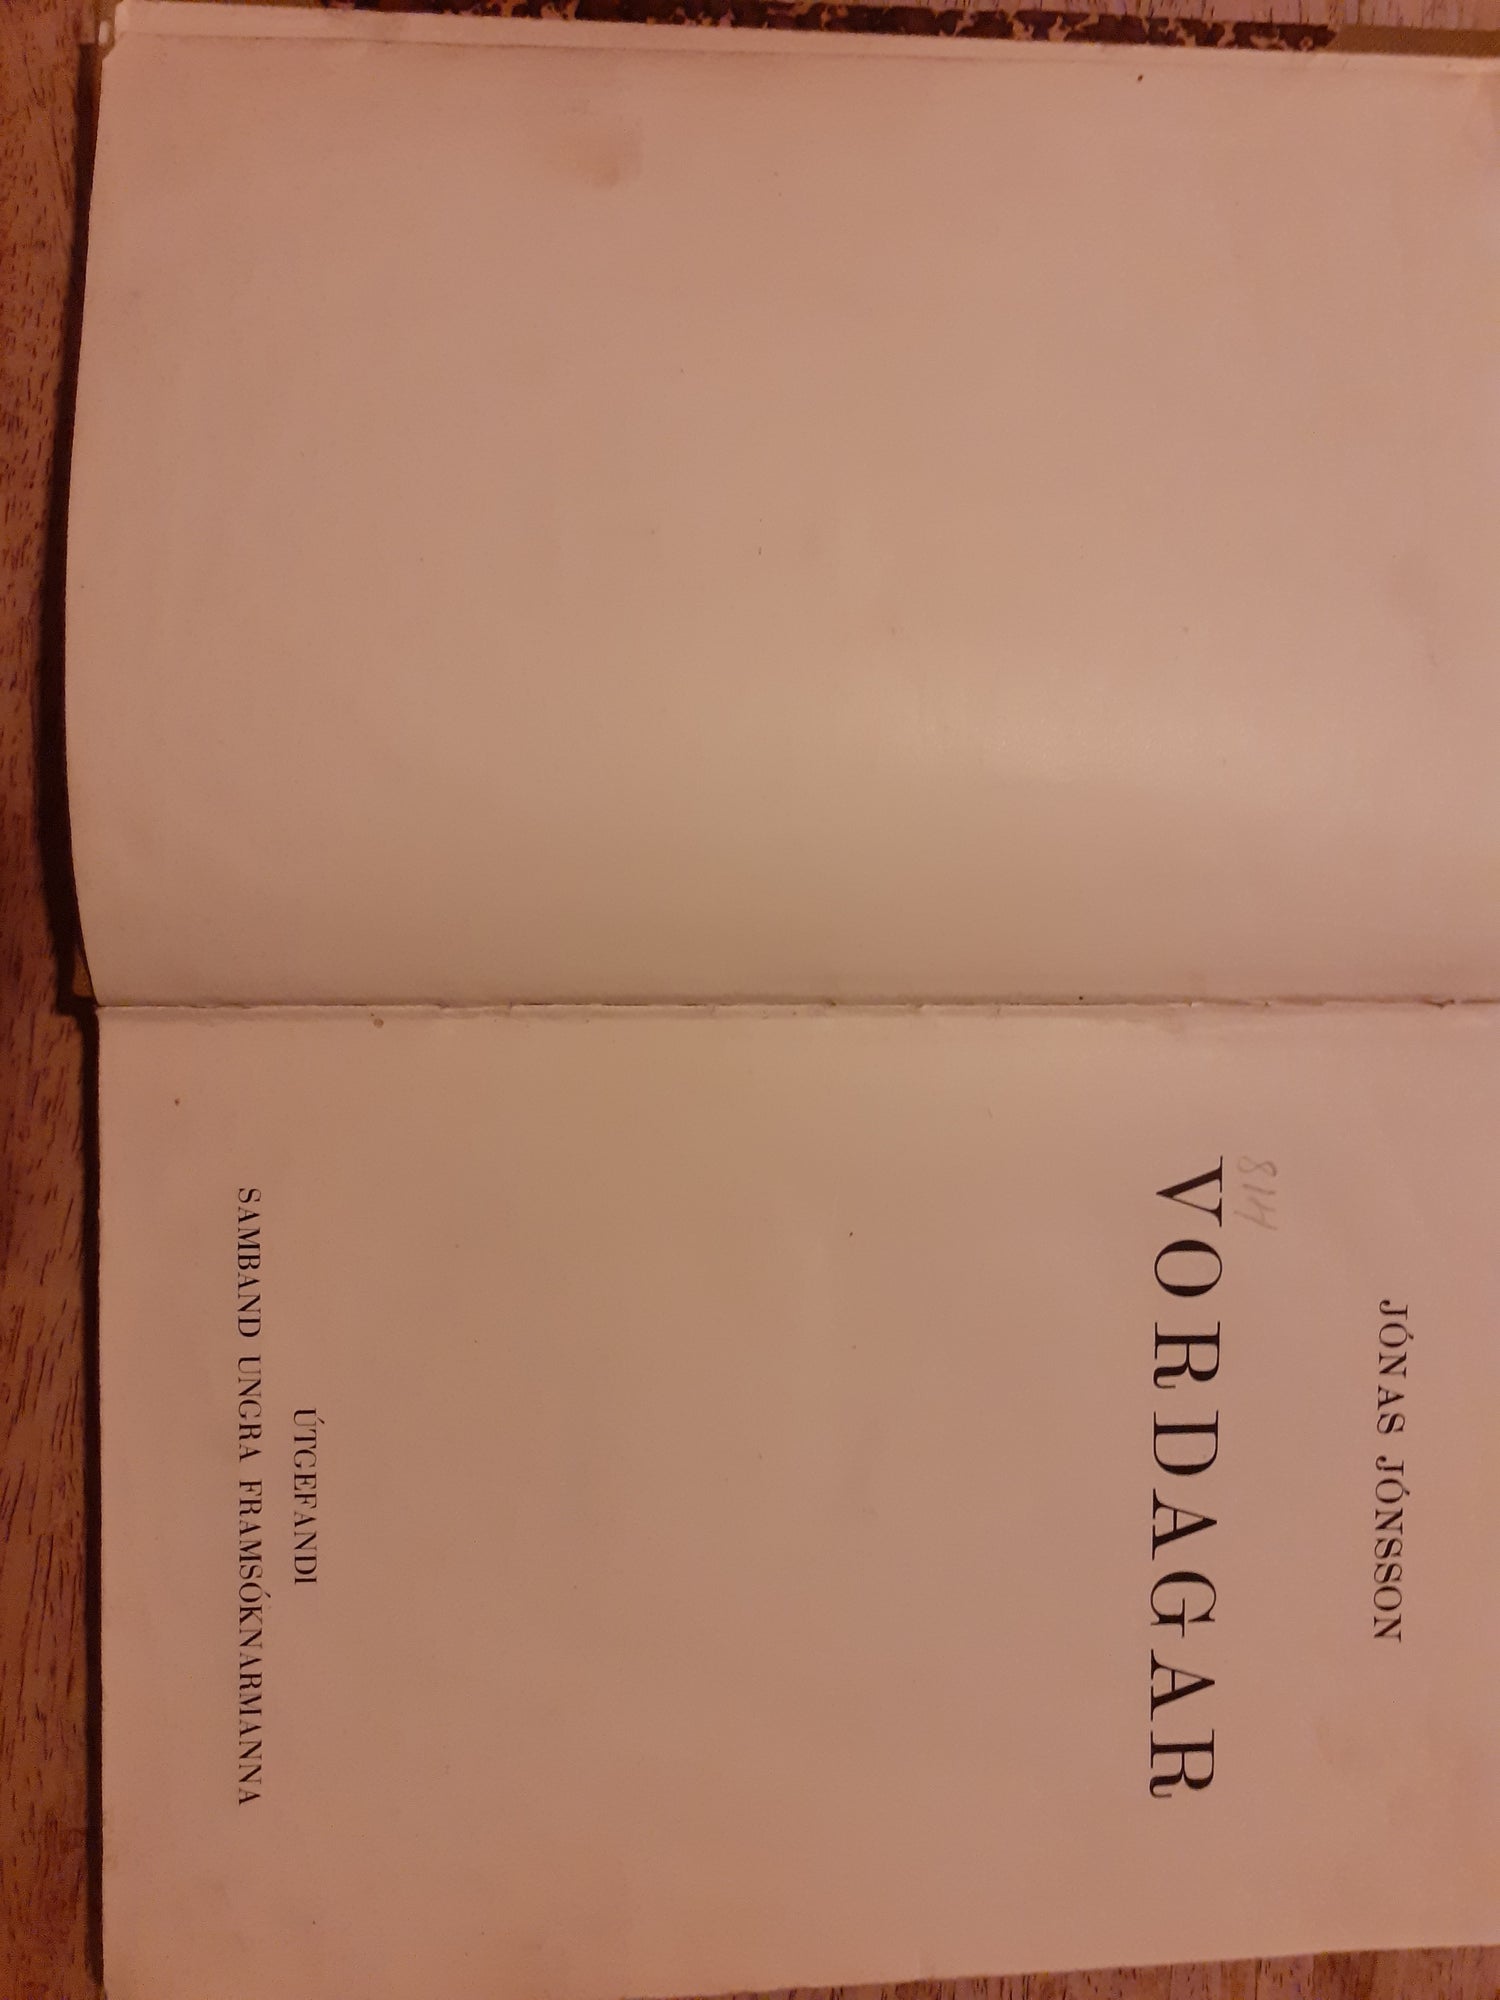 JÓNAS JÓNSSON
VORDAGAR
ÚTGEFANDI
SAMBAND UNGRA FRAMSÓKNARMANNA